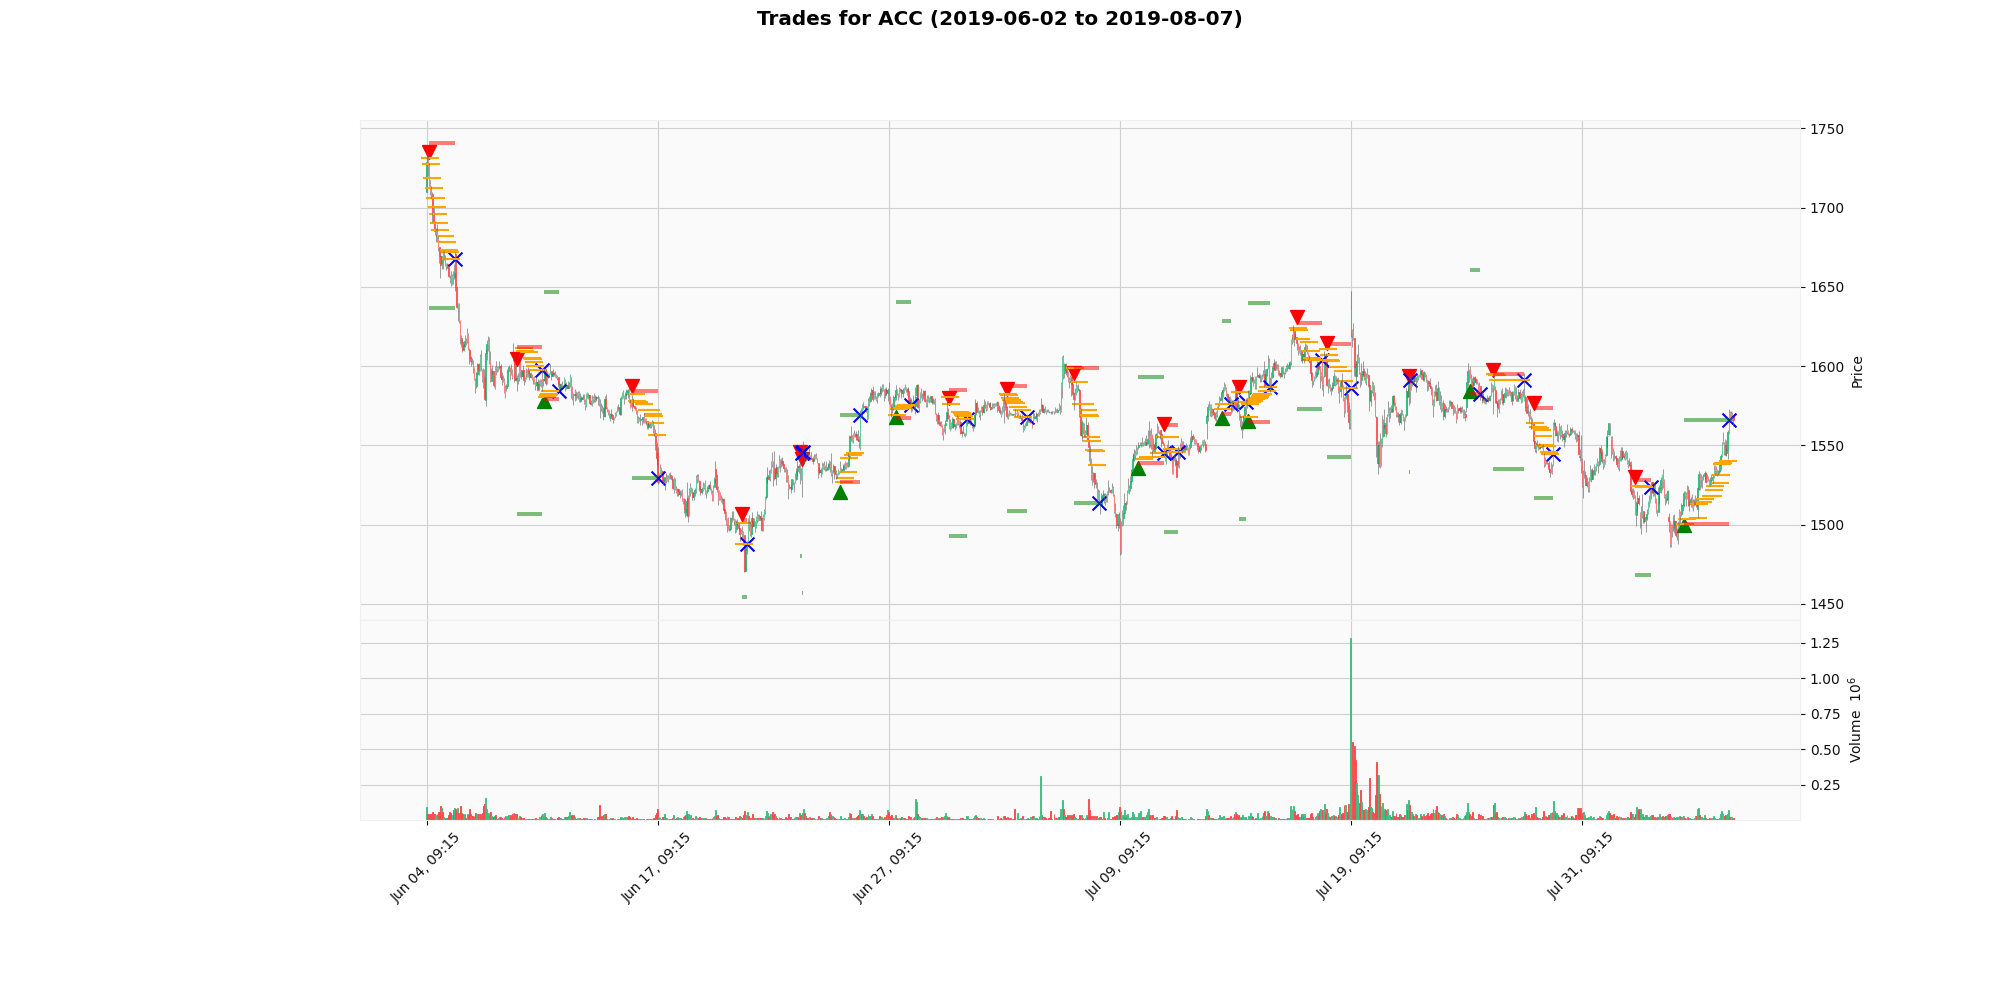 Trades for ACC (2019-06-02 to 2019-08-07)
1750
1700
1650
1600
1550
1500
1450
Price
1.25
1.00
0.75
0.50
0.25
Volume 10⁶
Jun 04, 09:15
Jun 17, 09:15
Jun 27, 09:15
Jul 09, 09:15
Jul 19, 09:15
Jul 31, 09:15